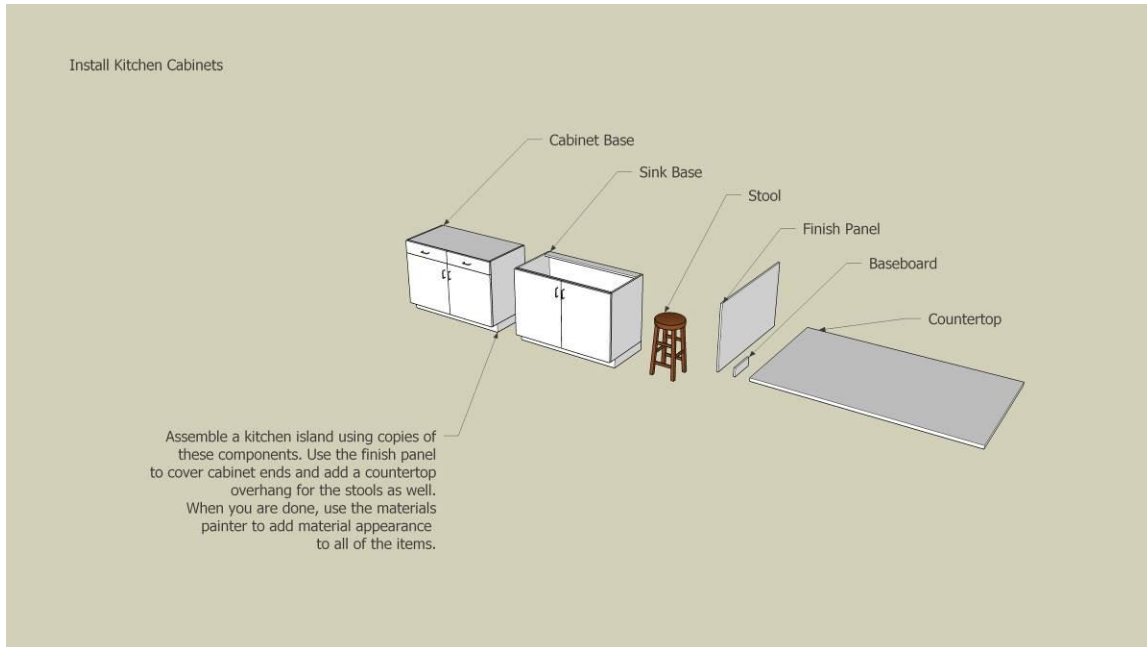 Install Kitchen Cabinets
Cabinet Base
Sink Base
Stool
Finish Panel
Baseboard
Countertop
Assemble a kitchen island using copies of
these components. Use the finish panel
to cover cabinet ends and add a countertop
overhang for the stools as well.
When you are done, use the materials
painter to add material appearance
to all of the items.